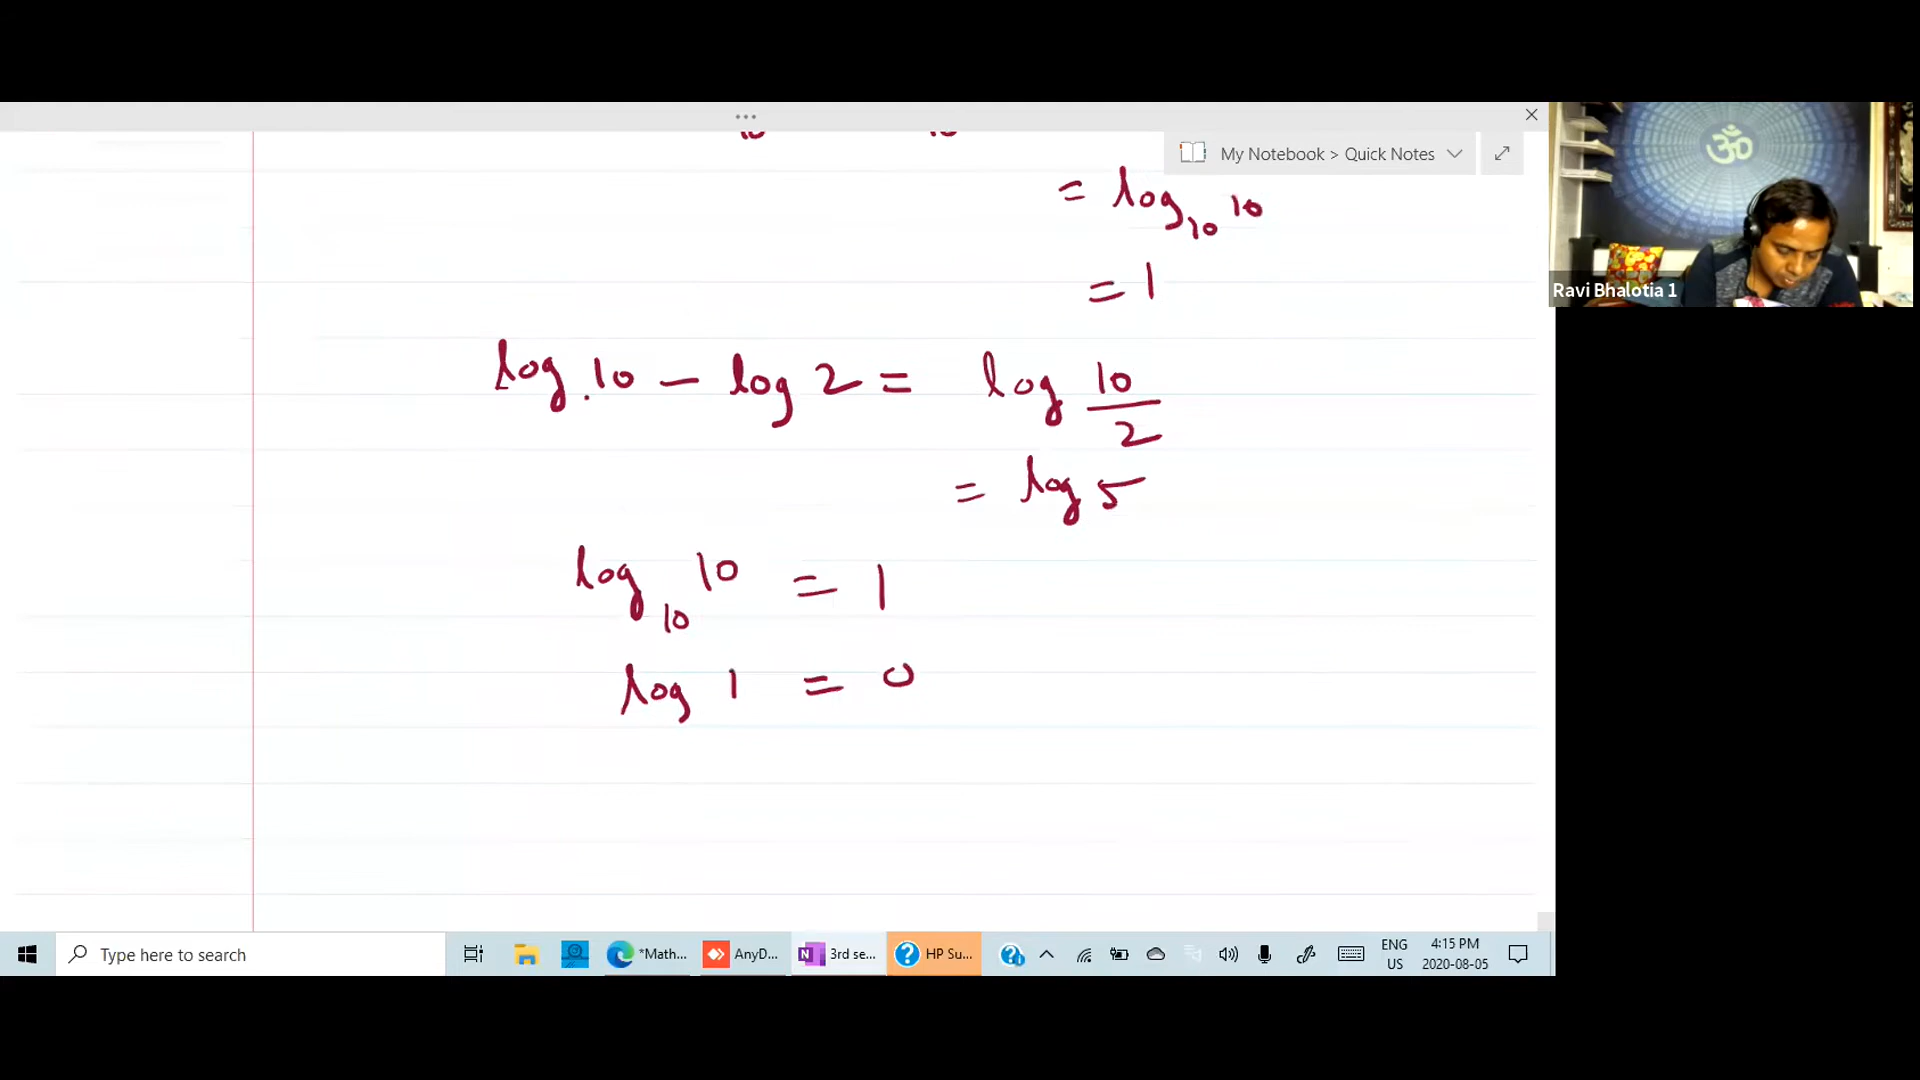 10 10
My Notebook > Quick Notes
= log₁₀ 10
= 1
log 10 - log 2 = log 10/2
= log 5
log₁₀ 10 = 1
log 1 = 0
Ravi Bhalotia 1
Type here to search
*Math...
AnyD...
3rd se...
HP Su...
ENG
US
4:15 PM
2020-08-05